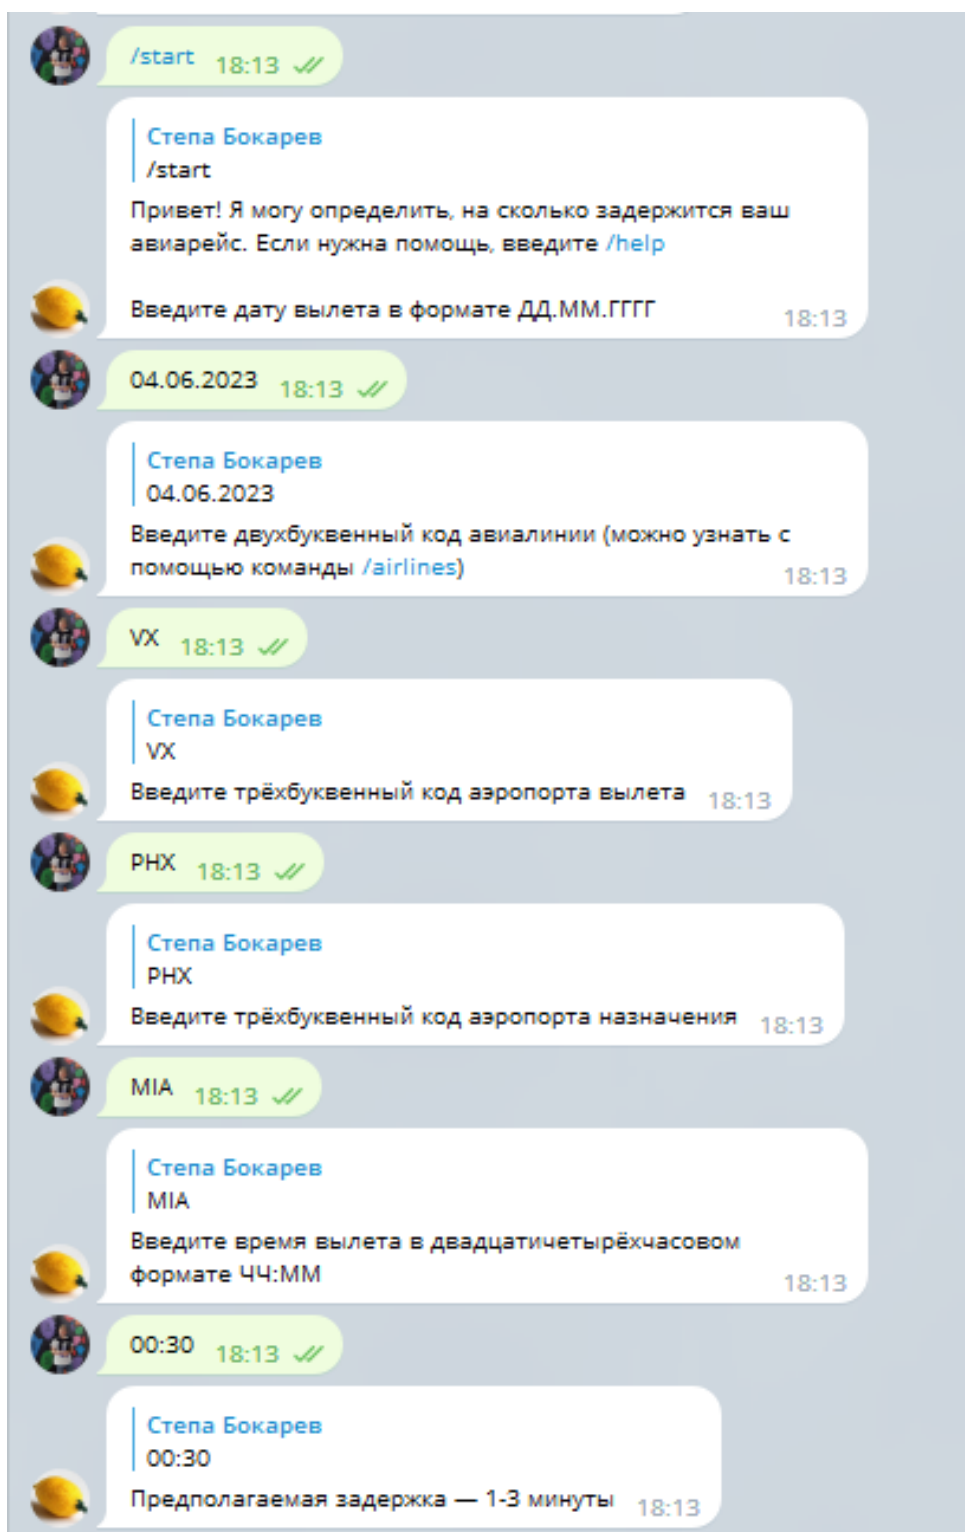 /start 18:13
Степа Бокарев
/start
Привет! Я могу определить, на сколько задержится ваш
авиарейс. Если нужна помощь, введите /help
Введите дату вылета в формате ДД.ММ.ГГГГ 18:13
04.06.2023 18:13
Степа Бокарев
04.06.2023
Введите двухбуквенный код авиалинии (можно узнать с
помощью команды /airlines) 18:13
VX 18:13
Степа Бокарев
VX
Введите трёхбуквенный код аэропорта вылета 18:13
PHX 18:13
Степа Бокарев
PHX
Введите трёхбуквенный код аэропорта назначения 18:13
MIA 18:13
Степа Бокарев
MIA
Введите время вылета в двадцатичетырёхчасовом
формате ЧЧ:ММ 18:13
00:30 18:13
Степа Бокарев
00:30
Предполагаемая задержка — 1-3 минуты 18:13